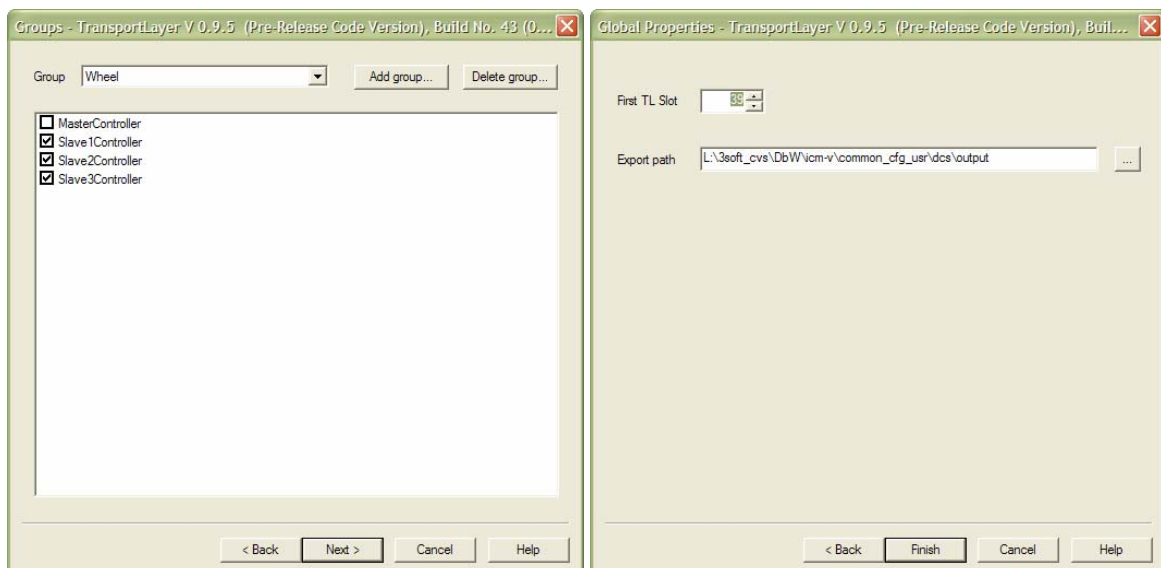 Groups - TransportLayer V 0.9.5 (Pre-Release Code Version), Build No. 43 (0...
Group Wheel Add group... Delete group...
MasterController
Slave1Controller
Slave2Controller
Slave3Controller
< Back Next > Cancel Help
Global Properties - TransportLayer V 0.9.5 (Pre-Release Code Version), Buil...
First TL Slot 39
Export path L:\3soft_cvs\DbW\icm-v\common_cfg_usr\dcs\output ...
< Back Finish Cancel Help